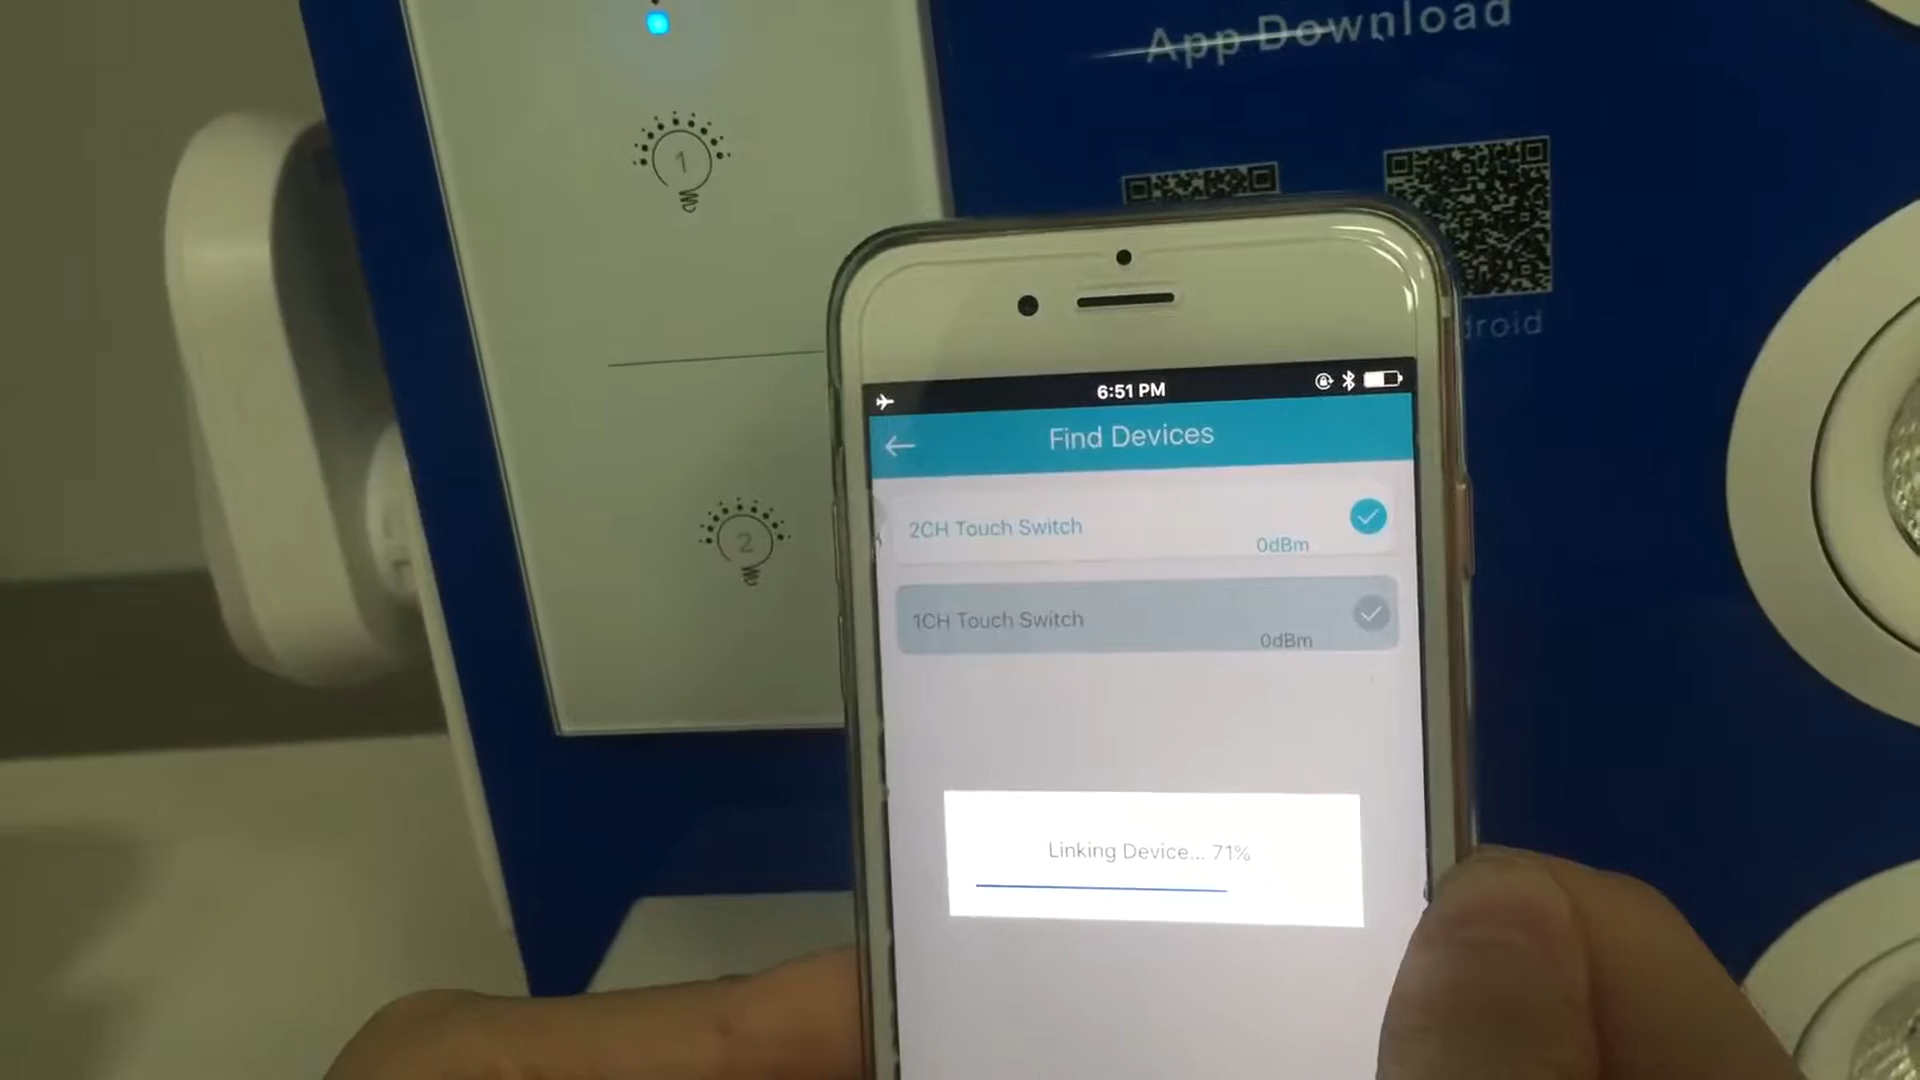 App Download
1
droid
6:51 PM
Find Devices
2CH Touch Switch
0dBm
2
1CH Touch Switch
0dBm
Linking Device... 71%